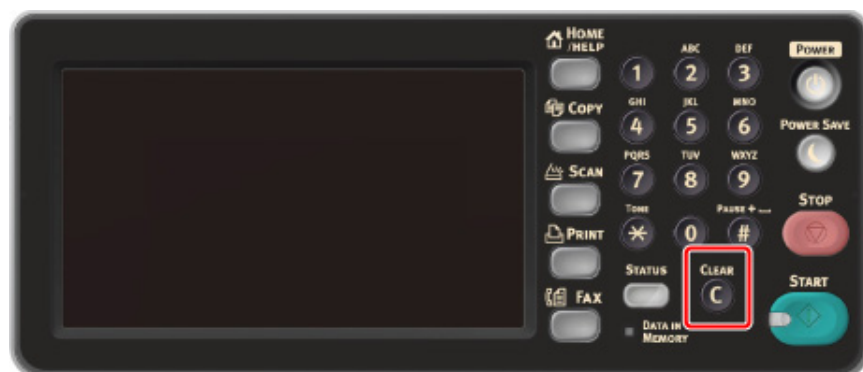 HOME
/HELP
COPY
SCAN
PRINT
FAX
ABC
DEF
1
2
3
GHI
JKL
MNO
4
5
6
PQRS
TUV
WXYZ
7
8
9
TONE
PAUSE +
*
0
#
STATUS
CLEAR
C
DATA IN
MEMORY
POWER
POWER SAVE
STOP
START